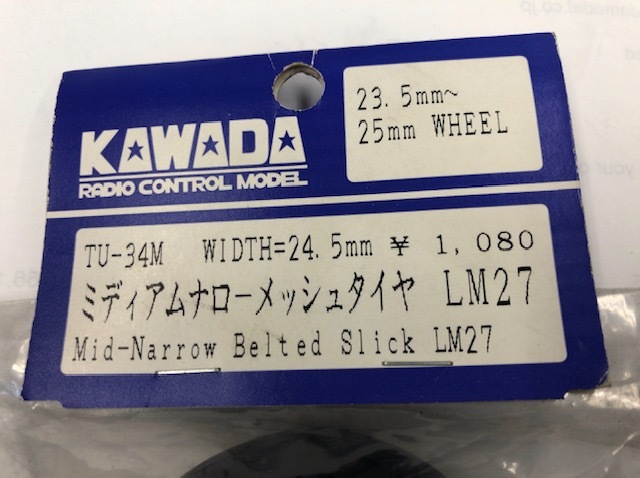 KAWADA
RADIO CONTROL MODEL
23.5mm~
25mm WHEEL
TU-34M WIDTH=24.5mm ¥ 1,080
ミディアムナローメッシュタイヤ LM27
Mid-Narrow Belted Slick LM27